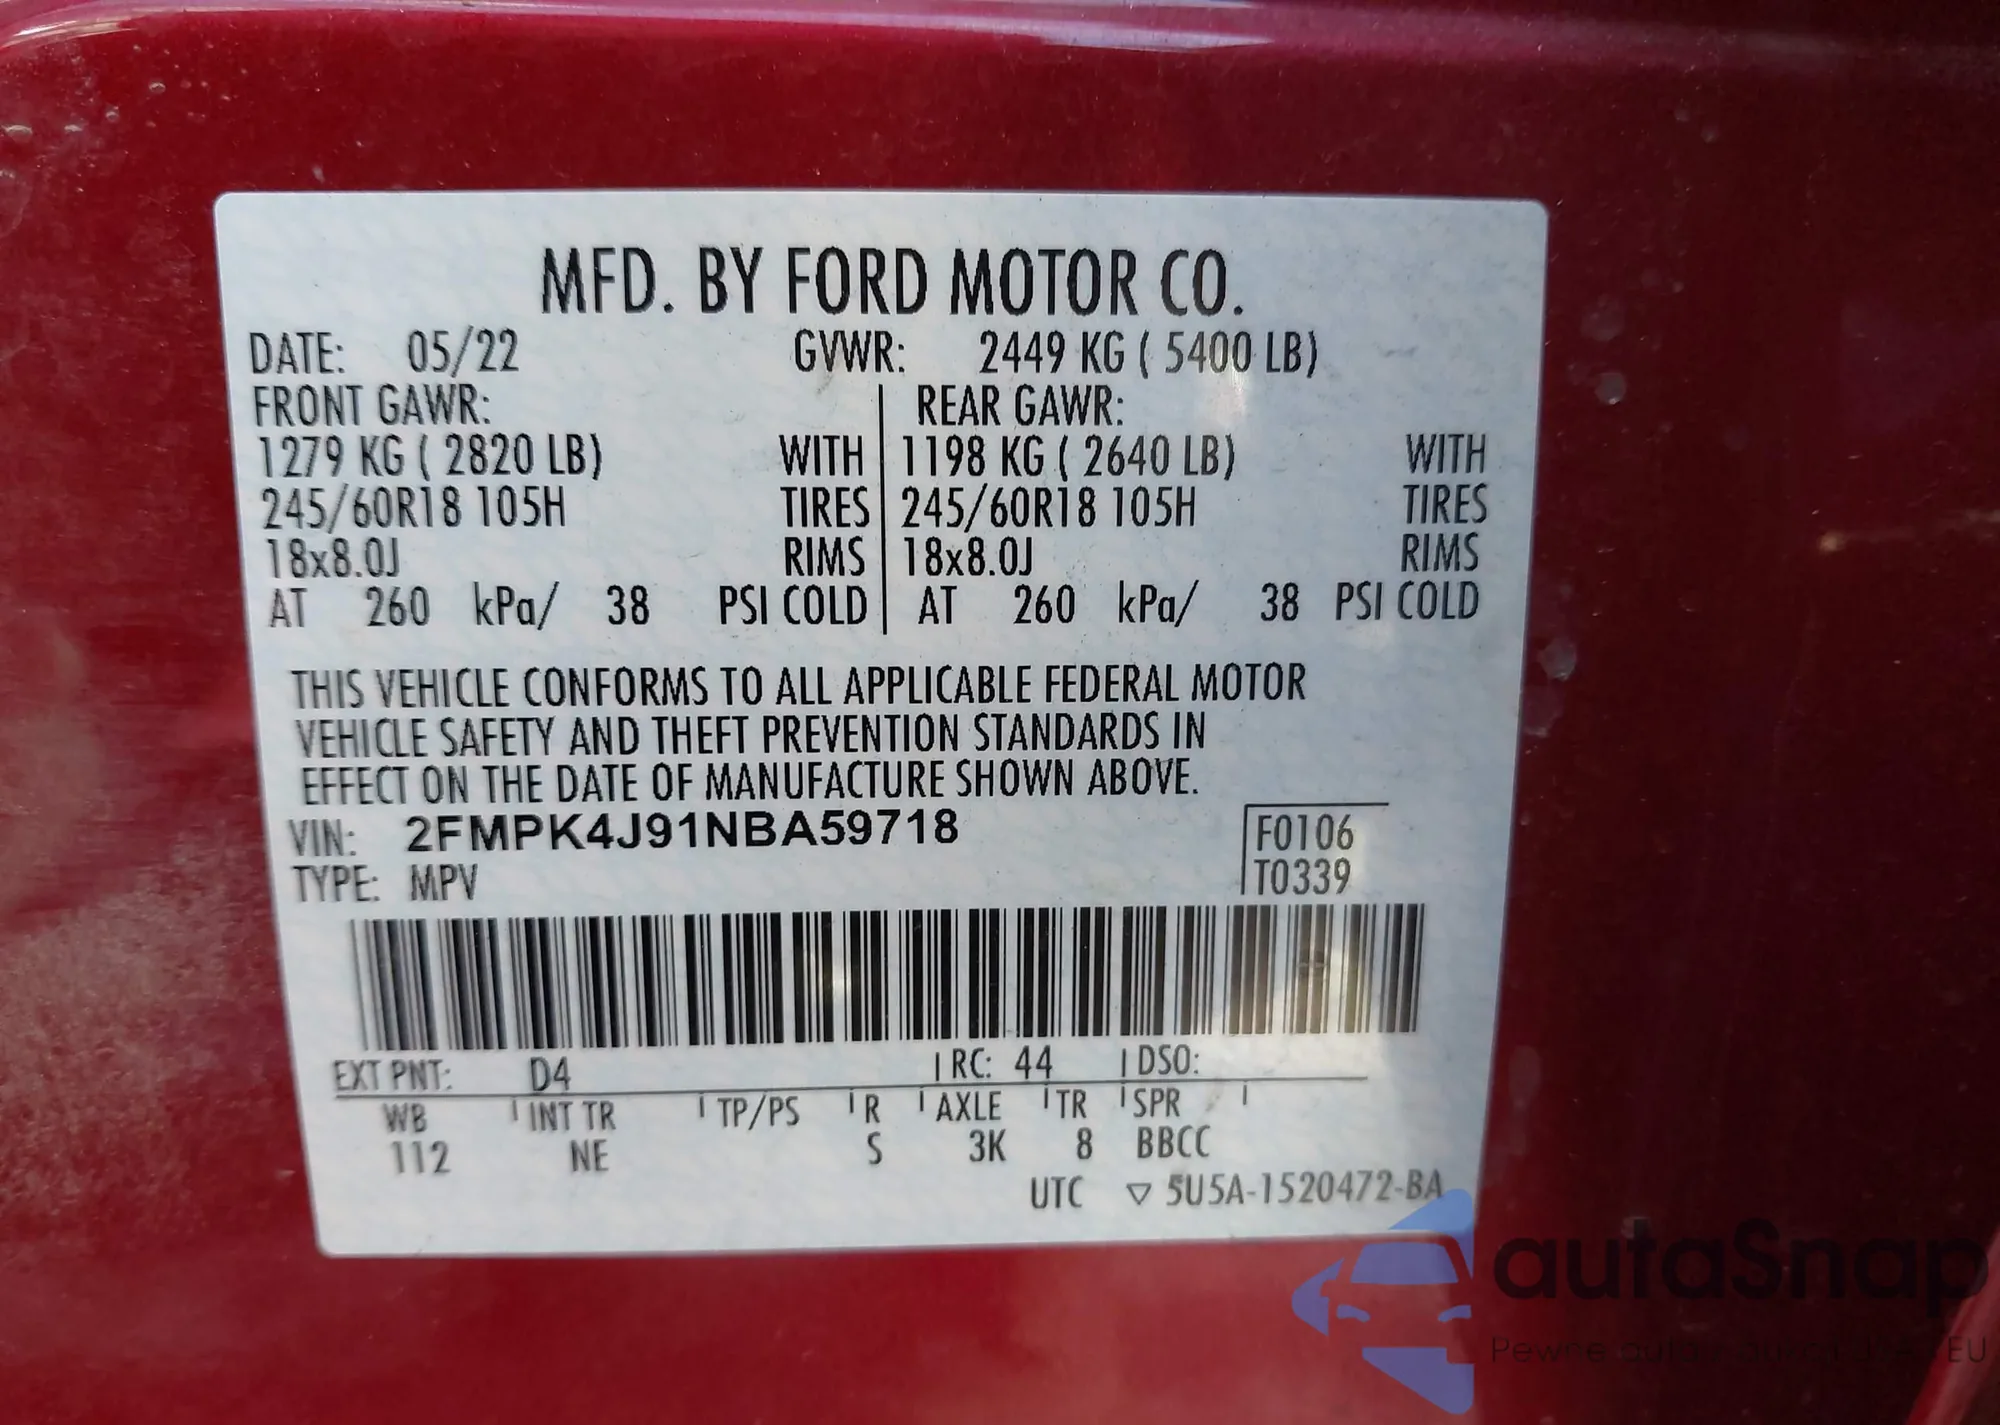 MFD. BY FORD MOTOR CO.
DATE: 05/22 GVWR: 2449 KG ( 5400 LB)
FRONT GAWR: REAR GAWR:
1279 KG ( 2820 LB) WITH 1198 KG ( 2640 LB) WITH
245/60R18 105H TIRES 245/60R18 105H TIRES
18x8.0J RIMS 18x8.0J RIMS
AT 260 kPa/ 38 PSI COLD AT 260 kPa/ 38 PSI COLD
THIS VEHICLE CONFORMS TO ALL APPLICABLE FEDERAL MOTOR
VEHICLE SAFETY AND THEFT PREVENTION STANDARDS IN
EFFECT ON THE DATE OF MANUFACTURE SHOWN ABOVE.
VIN: 2FMPK4J91NBA59718 F0106
TYPE: MPV T0339
EXT PNT: D4 RC: 44 DSO:
WB INT TR TP/PS R AXLE TR SPR
112 NE S 3K 8 BBCC
UTC ▽ 5U5A-1520472-BA
autaSnap
Pewne auta EU